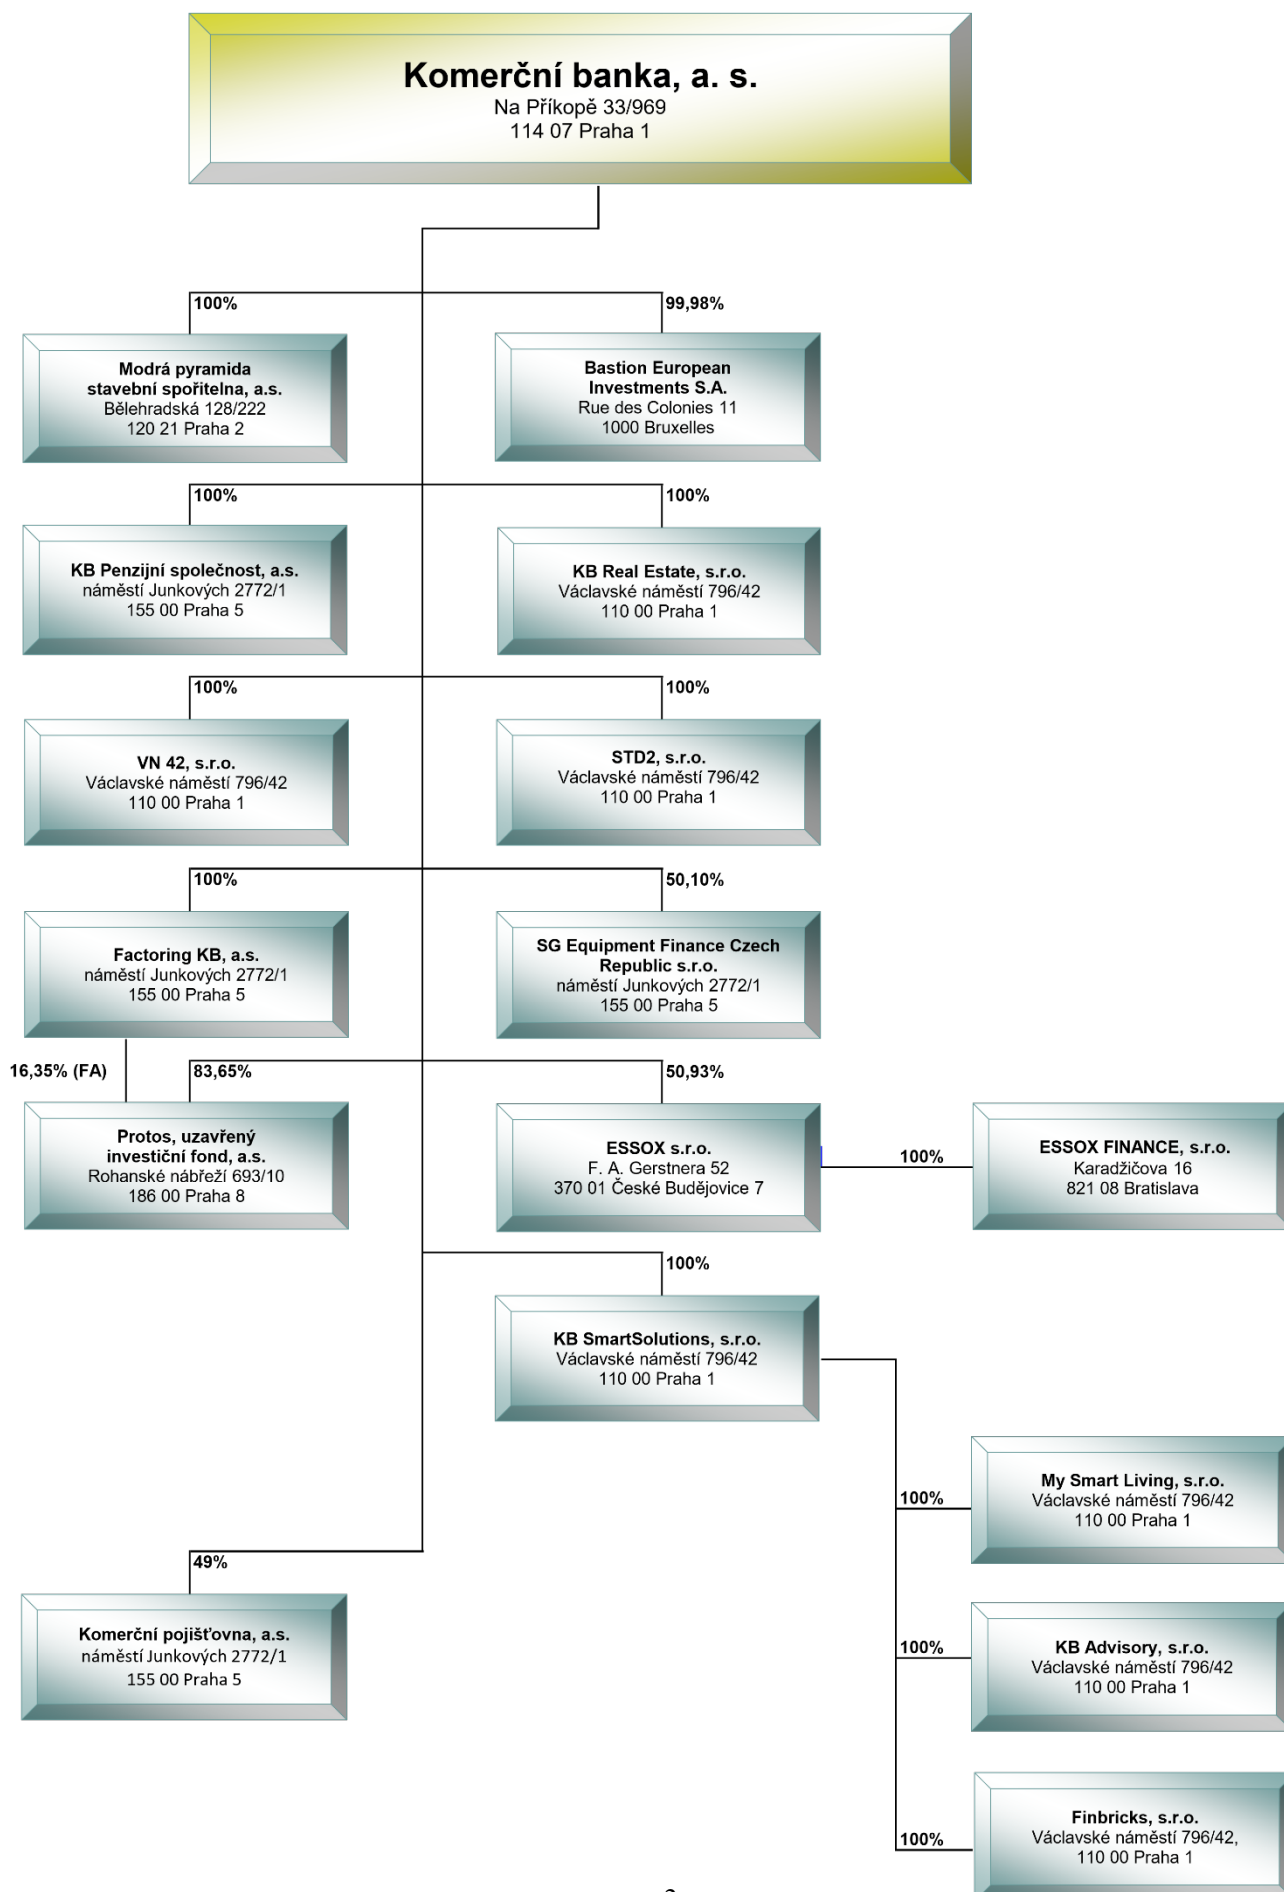 Komerční banka, a. s.
Na Příkopě 33/969
114 07 Praha 1
100%
99,98%
Modrá pyramida
stavební spořitelna, a.s.
Bělehradská 128/222
120 21 Praha 2
Bastion European
Investments S.A.
Rue des Colonies 11
1000 Bruxelles
100%
100%
KB Penzijní společnost, a.s.
náměstí Junkových 2772/1
155 00 Praha 5
KB Real Estate, s.r.o.
Václavské náměstí 796/42
110 00 Praha 1
100%
100%
VN 42, s.r.o.
Václavské náměstí 796/42
110 00 Praha 1
STD2, s.r.o.
Václavské náměstí 796/42
110 00 Praha 1
100%
50,10%
Factoring KB, a.s.
náměstí Junkových 2772/1
155 00 Praha 5
SG Equipment Finance Czech
Republic s.r.o.
náměstí Junkových 2772/1
155 00 Praha 5
16,35% (FA)
83,65%
50,93%
Protos, uzavřený
investiční fond, a.s.
Rohanské nábřeží 693/10
186 00 Praha 8
ESSOX s.r.o.
F. A. Gerstnera 52
370 01 České Budějovice 7
100%
ESSOX FINANCE, s.r.o.
Karadžičova 16
821 08 Bratislava
100%
KB SmartSolutions, s.r.o.
Václavské náměstí 796/42
110 00 Praha 1
100%
My Smart Living, s.r.o.
Václavské náměstí 796/42
110 00 Praha 1
49%
Komerční pojišťovna, a.s.
náměstí Junkových 2772/1
155 00 Praha 5
100%
KB Advisory, s.r.o.
Václavské náměstí 796/42
110 00 Praha 1
100%
Finbricks, s.r.o.
Václavské náměstí 796/42,
110 00 Praha 1